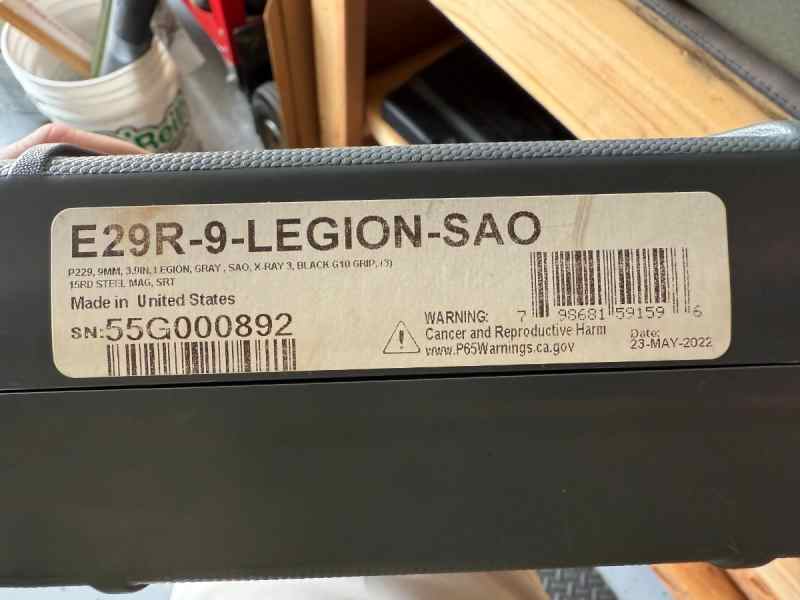 E29R-9-LEGION-SAO
P229, 9MM, 3.9IN, LEGION, GRAY, SAO, X-RAY 3, BLACK G10 GRIP, (3)
15RD STEEL MAG, SRT
Made in United States
SN:55G000892
WARNING:
Cancer and Reproductive Harm
www.P65Warnings.ca.gov
7 98681 59159 6
Date:
23-MAY-2022